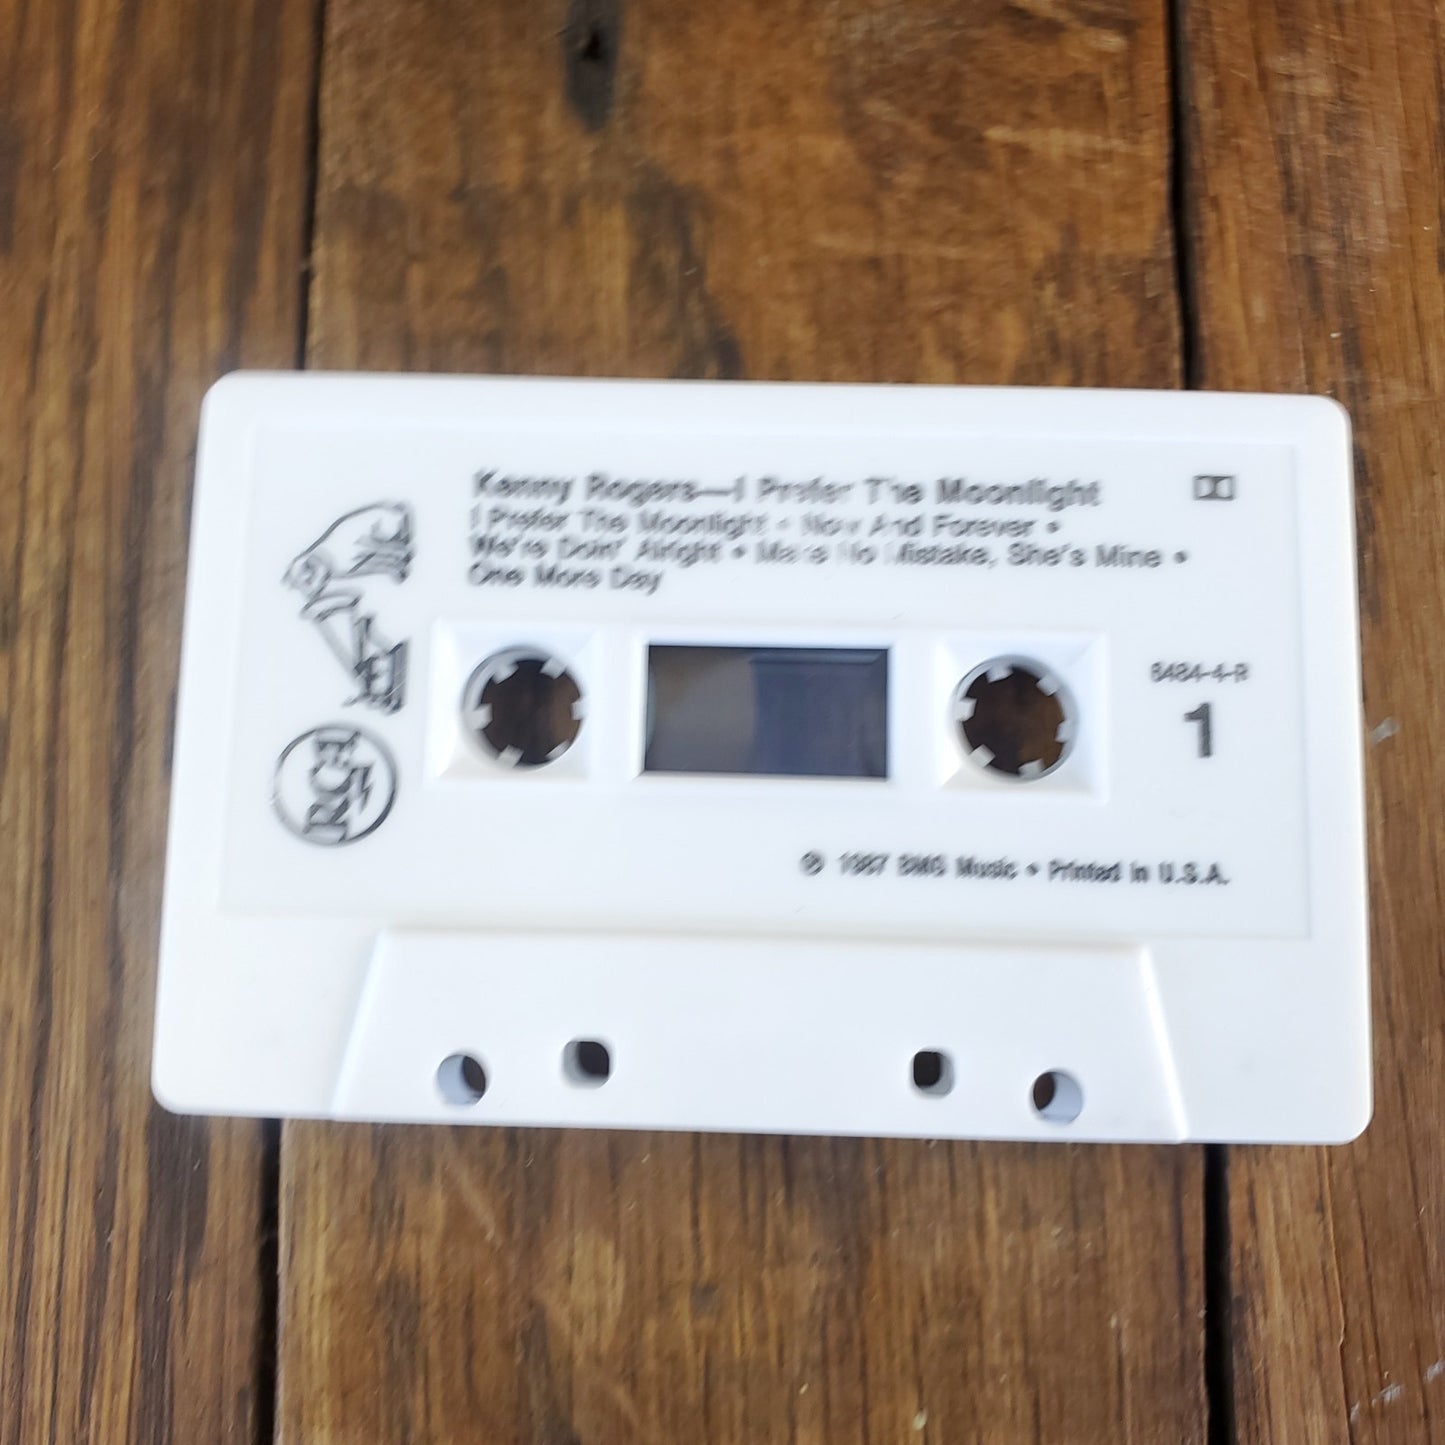 Kenny Rogers—I Prefer The Moonlight
I Prefer The Moonlight • Now And Forever •
We're Doin' Alright • Make No Mistake, She's Mine •
One More Day
8484-4-R
1
RCA
℗ 1987 BMG Music • Printed in U.S.A.